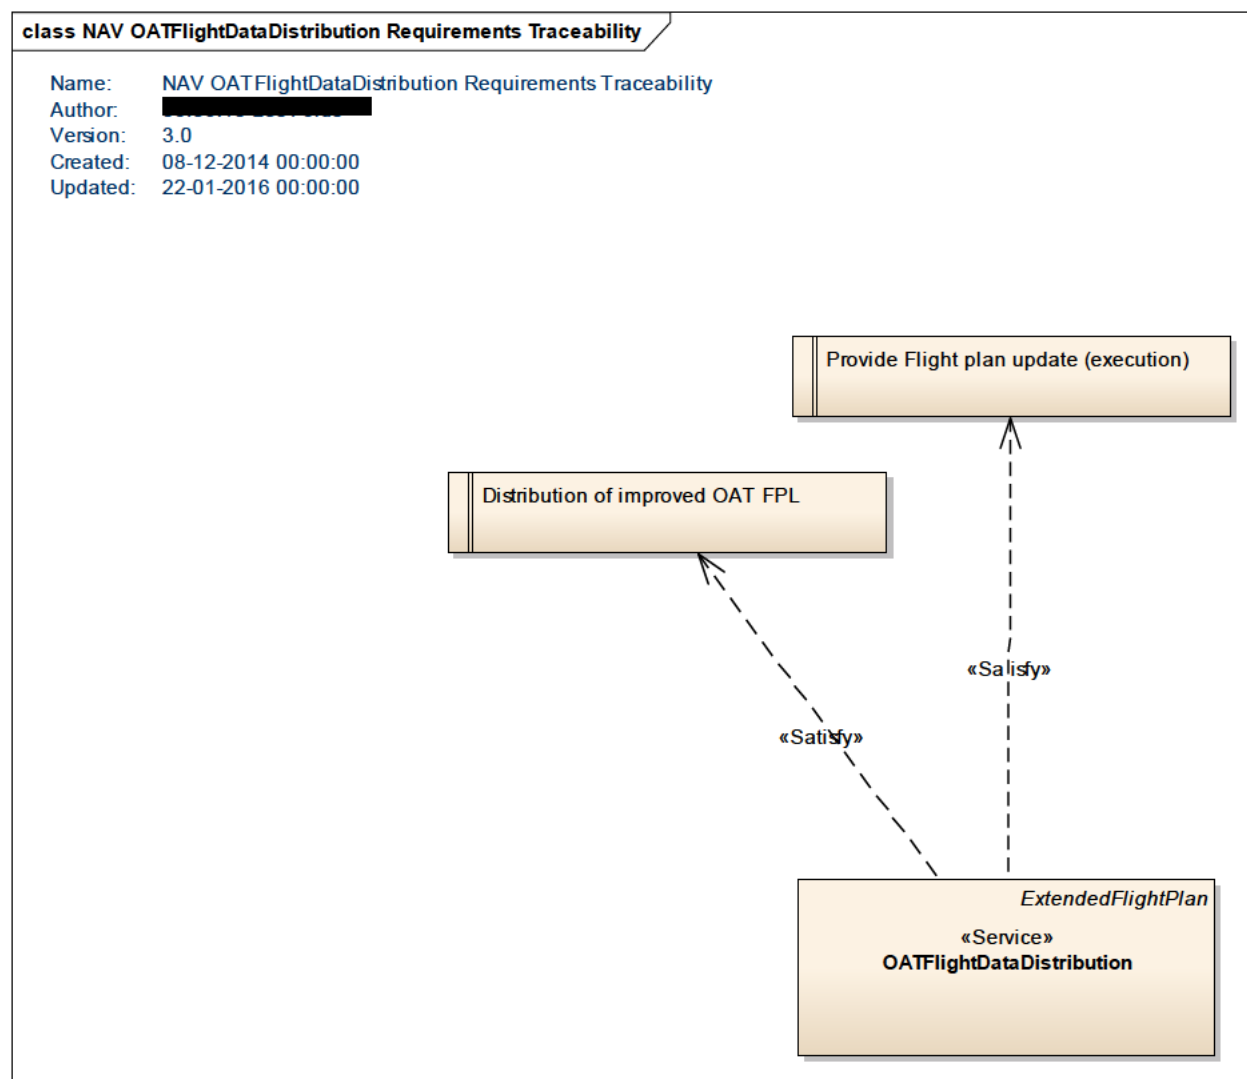 class NAV OATFlightDataDistribution Requirements Traceability
Name: NAV OATFlightDataDistribution Requirements Traceability
Author:
Version: 3.0
Created: 08-12-2014 00:00:00
Updated: 22-01-2016 00:00:00
Provide Flight plan update (execution)
Distribution of improved OAT FPL
«Satisfy»
«Satisfy»
ExtendedFlightPlan
«Service»
OATFlightDataDistribution